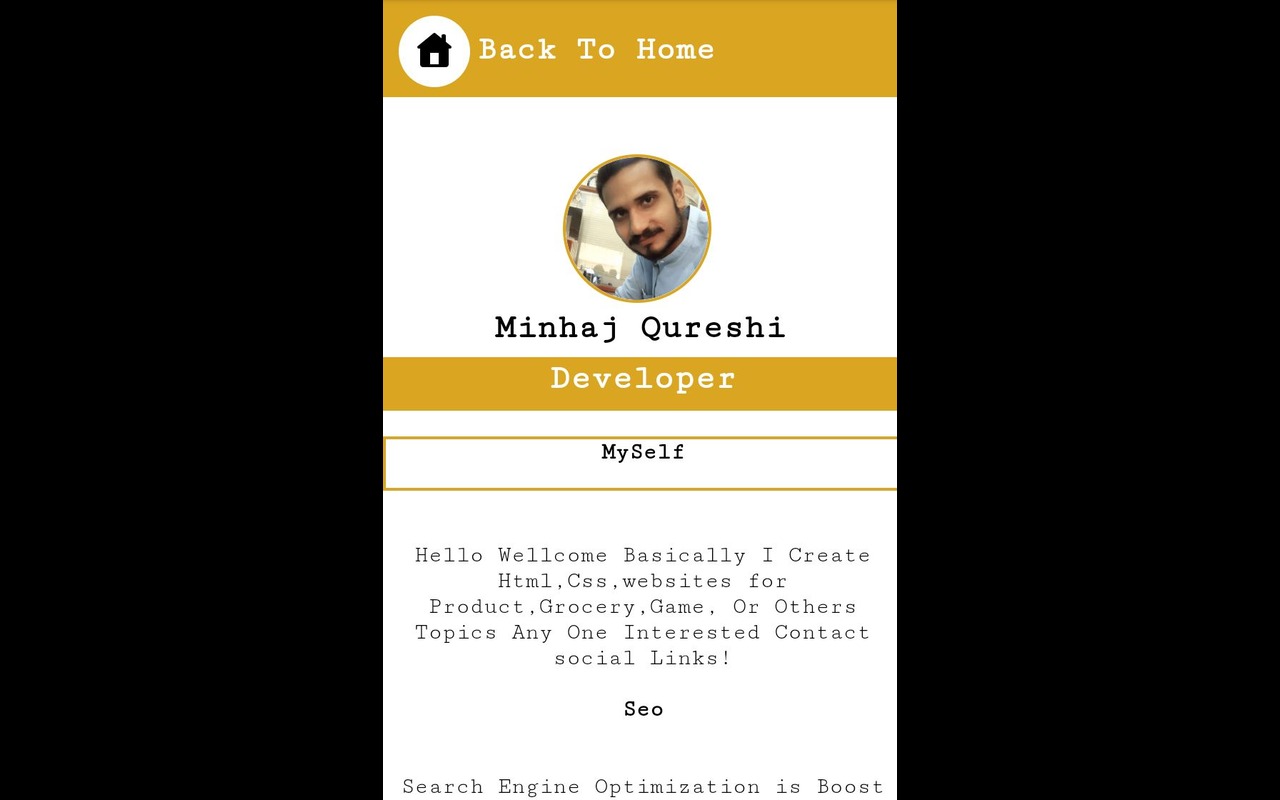 Back To Home
Minhaj Qureshi
Developer
MySelf
Hello Wellcome Basically I Create
Html,Css,websites for
Product,Grocery,Game, Or Others
Topics Any One Interested Contact
social Links!
Seo
Search Engine Optimization is Boost